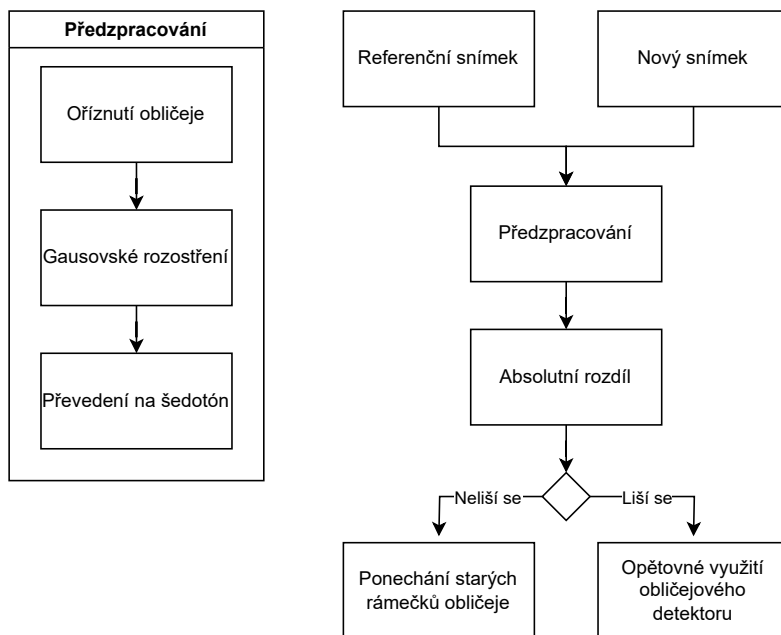 Předzpracování
Oříznutí obličeje
Gausovské rozostření
Převedení na šedotón
Referenční snímek
Nový snímek
Předzpracování
Absolutní rozdíl
Neliší se
Liší se
Ponechání starých
rámečků obličeje
Opětovné využití
obličejového
detektoru